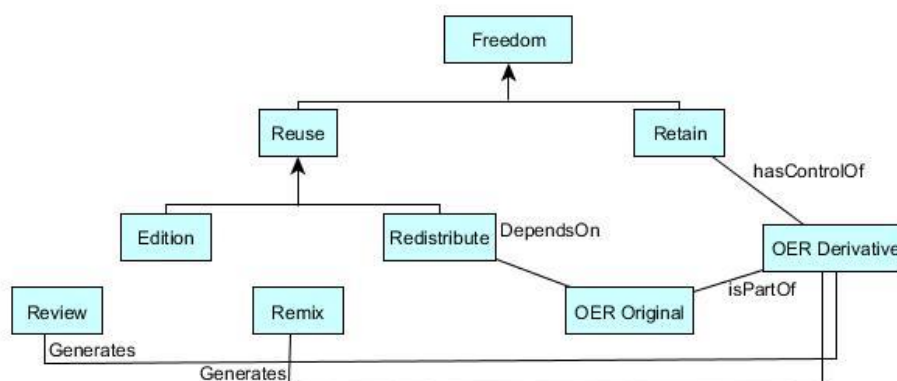 Freedom
Reuse
Retain
hasControlOf
Edition
Redistribute
DependsOn
OER Derivative
isPartOf
Review
Remix
OER Original
Generates
Generates